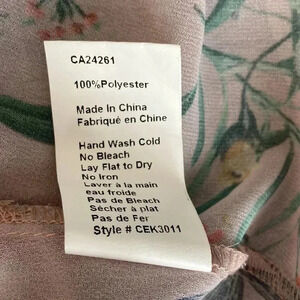 CA24261
100%Polyester
Made In China
Fabriqué en Chine
Hand Wash Cold
No Bleach
Lay Flat to Dry
No Iron
Laver à la main
eau froide
Pas de Bleach
Sécher à plat
Pas de Fer
Style # CEK3011